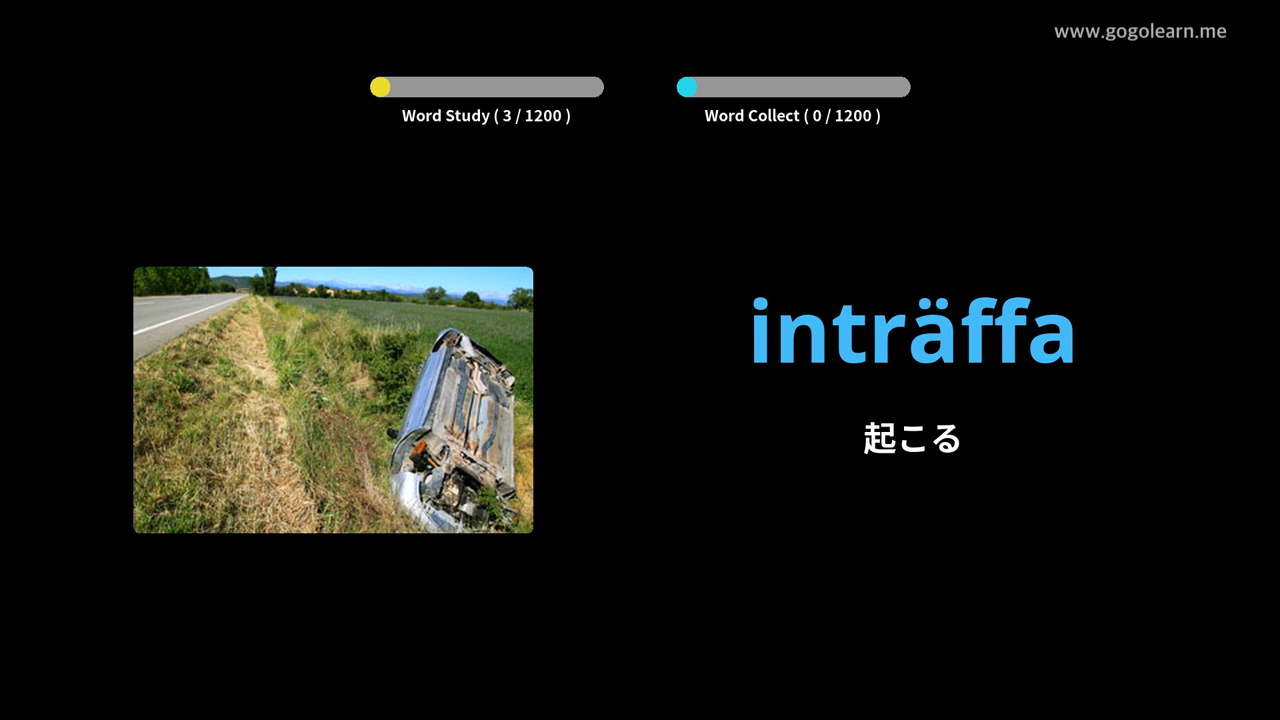 www.gogolearn.me
Word Study ( 3 / 1200 )
Word Collect ( 0 / 1200 )
inträffa
起こる